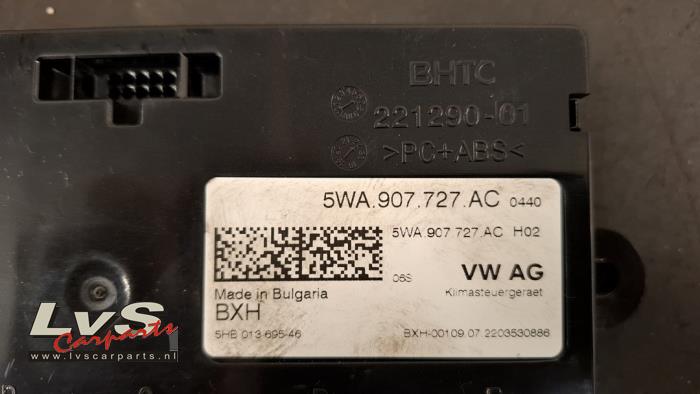 BHTC
221290-01
>PC+ABS<
5WA.907.727.AC 0440
5WA.907 727.AC H02
06S VW AG
Made in Bulgaria Klimasteuergeraet
BXH
5HB 013 695-46 BXH-00109.07.2203530886
LvS
Carparts
www.lvscarparts.nl